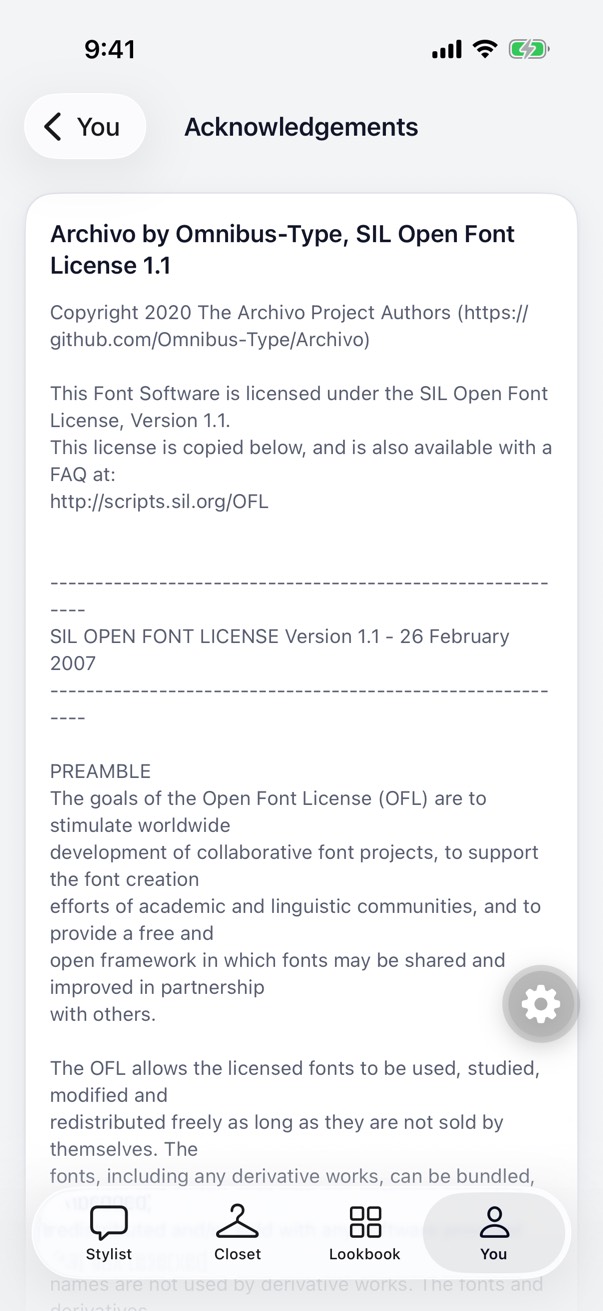 9:41
You
Acknowledgements
Archivo by Omnibus-Type, SIL Open Font
License 1.1
Copyright 2020 The Archivo Project Authors (https://
github.com/Omnibus-Type/Archivo)
This Font Software is licensed under the SIL Open Font
License, Version 1.1.
This license is copied below, and is also available with a
FAQ at:
http://scripts.sil.org/OFL
-------------------------------------------------------
----
SIL OPEN FONT LICENSE Version 1.1 - 26 February
2007
-------------------------------------------------------
----
PREAMBLE
The goals of the Open Font License (OFL) are to
stimulate worldwide
development of collaborative font projects, to support
the font creation
efforts of academic and linguistic communities, and to
provide a free and
open framework in which fonts may be shared and
improved in partnership
with others.
The OFL allows the licensed fonts to be used, studied,
modified and
redistributed freely as long as they are not sold by
themselves. The
fonts, including any derivative works, can be bundled,
Stylist
Closet
Lookbook
You
names are not used by derivative works. The fonts and
derivatives,